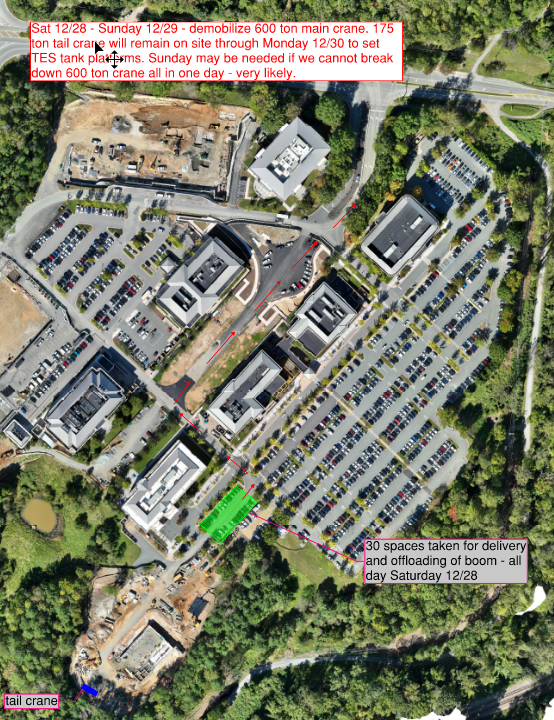 Sat 12/28 - Sunday 12/29 - demobilize 600 ton main crane. 175
ton tail crane will remain on site through Monday 12/30 to set
TES tank platforms. Sunday may be needed if we cannot break
down 600 ton crane all in one day - very likely.
30 spaces taken for delivery
and offloading of boom - all
day Saturday 12/28
tail crane